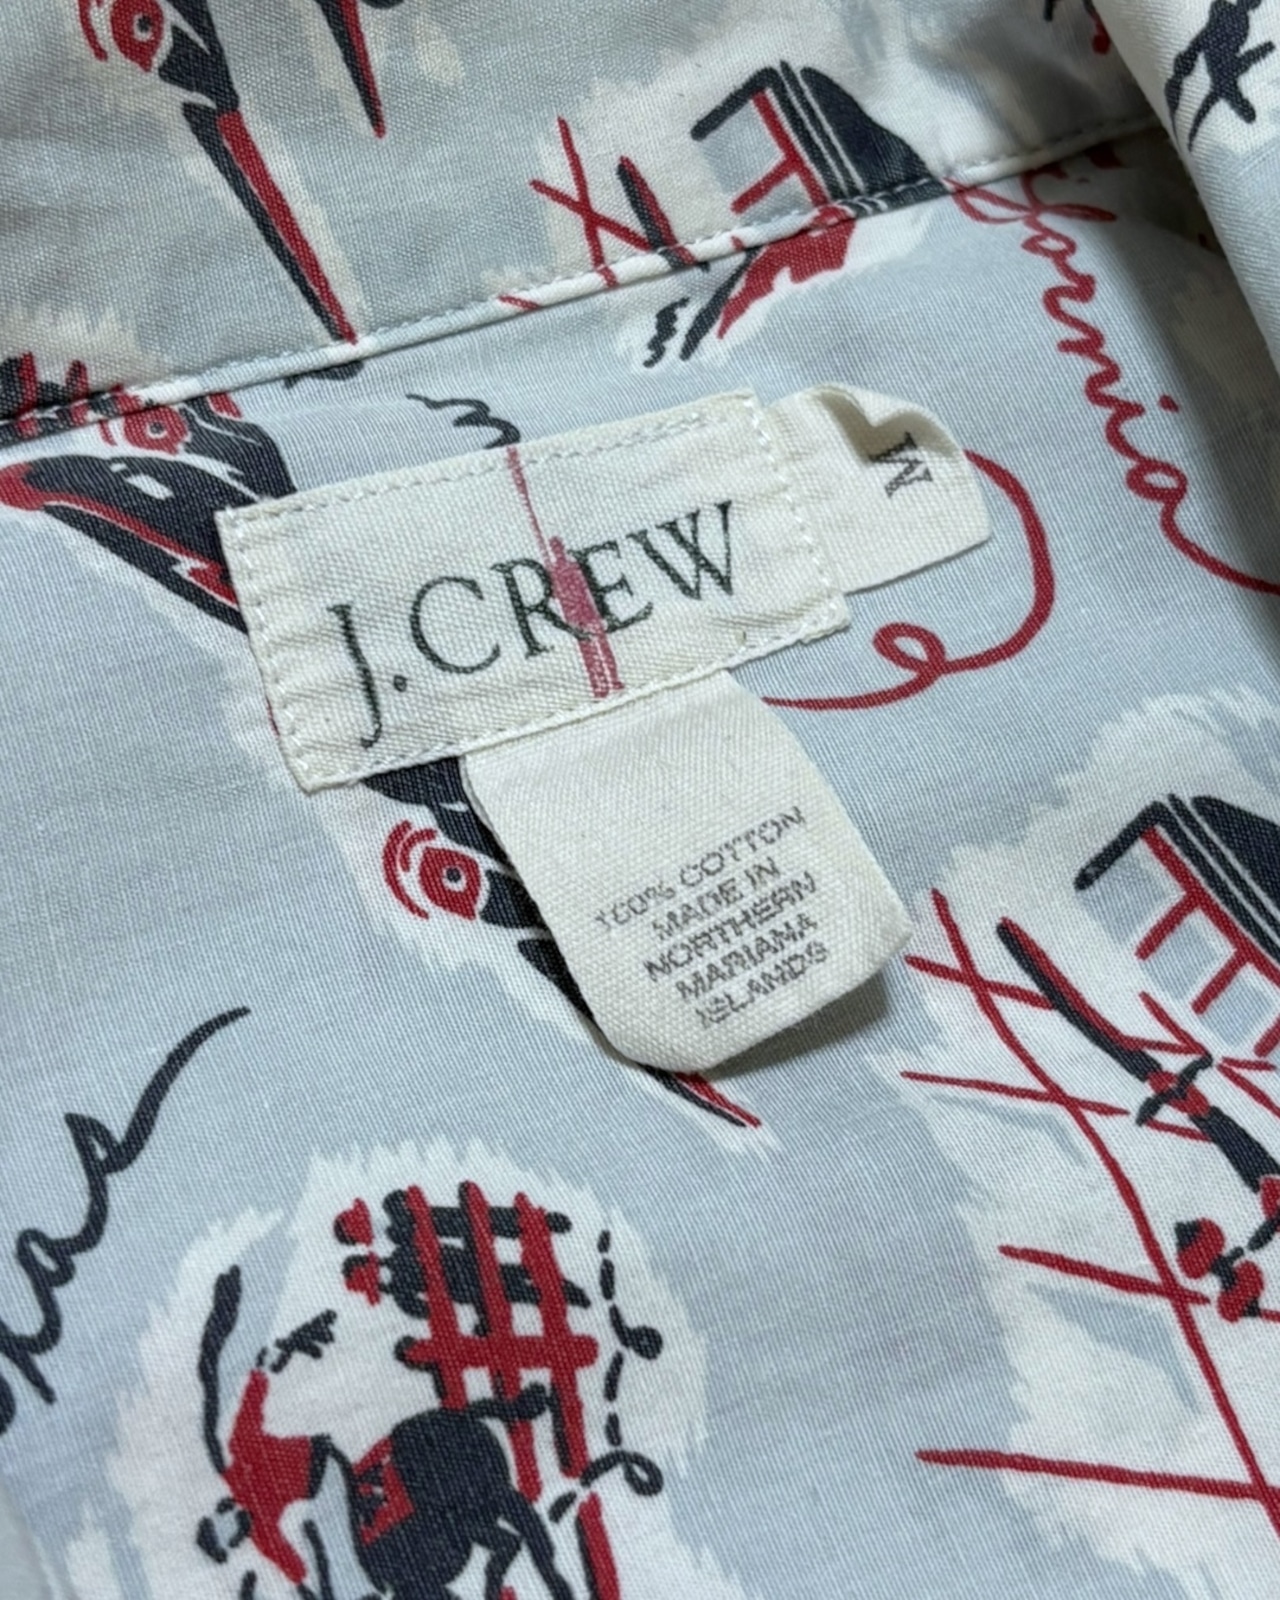 J.CREW
M
100% COTTON
MADE IN
NORTHERN
MARIANA
ISLANDS